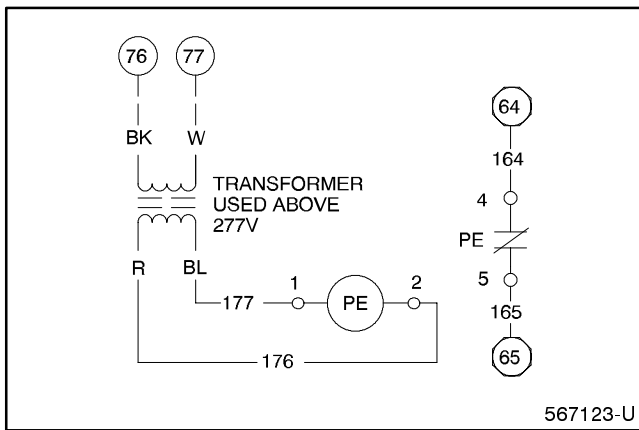 76 77
BK W
TRANSFORMER
USED ABOVE
277V
R BL
177
1
PE
2
176
64
164
4
PE
5
165
65
567123-U